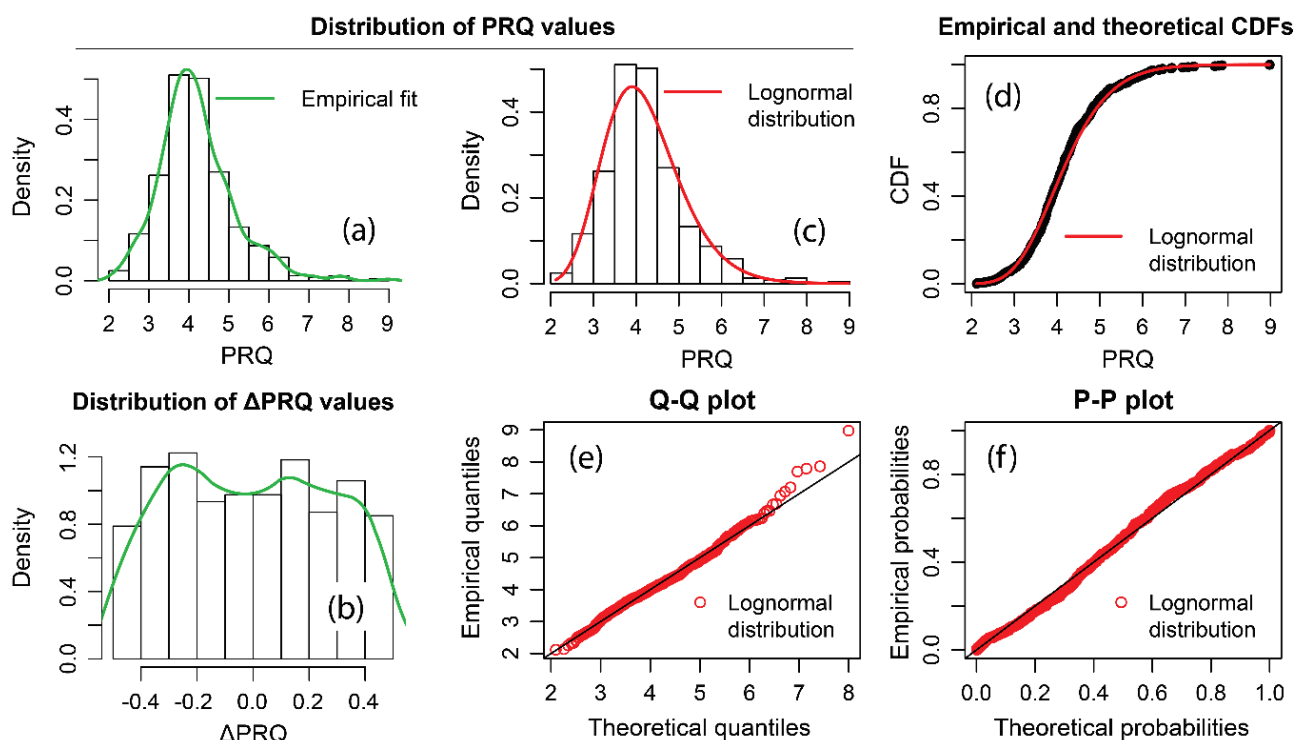 Distribution of PRQ values
Empirical and theoretical CDFs
Density
0.0 0.2 0.4
Empirical fit
(a)
2 3 4 5 6 7 8 9
PRQ
Density
0.0 0.2 0.4
Lognormal
distribution
(c)
2 3 4 5 6 7 8 9
PRQ
CDF
0.0 0.4 0.8
(d)
Lognormal
distribution
2 3 4 5 6 7 8 9
PRQ
Distribution of ΔPRQ values
Density
0.0 0.4 0.8 1.2
(b)
-0.4 -0.2 0.0 0.2 0.4
ΔPRQ
Q-Q plot
Empirical quantiles
2 3 4 5 6 7 8 9
(e)
Lognormal
distribution
2 3 4 5 6 7 8
Theoretical quantiles
P-P plot
Empirical probabilities
0.0 0.4 0.8
(f)
Lognormal
distribution
0.0 0.2 0.4 0.6 0.8 1.0
Theoretical probabilities